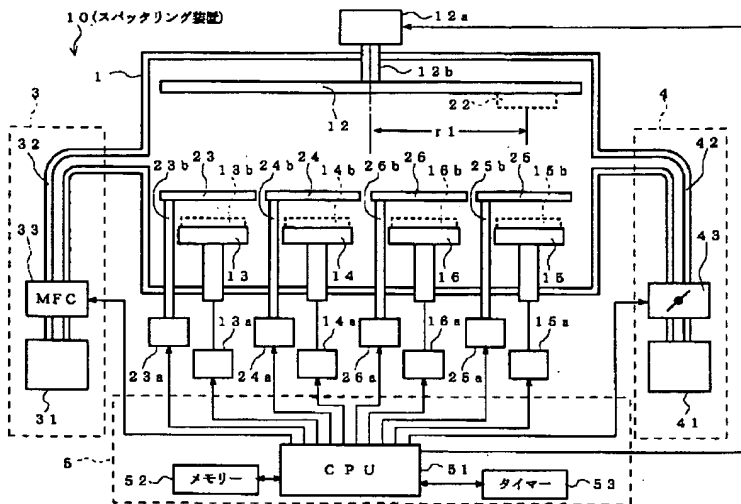 10(スパッタリング装置)
12a
1
12b
3
12
22
4
32
r1
42
23b
23
13b
24b
24
14b
26b
26
16b
25b
26
15b
33
13
14
16
15
43
MFC
13a
14a
16a
15a
31
23a
24a
26a
25a
41
5
CPU
51
52
メモリー
タイマー
53